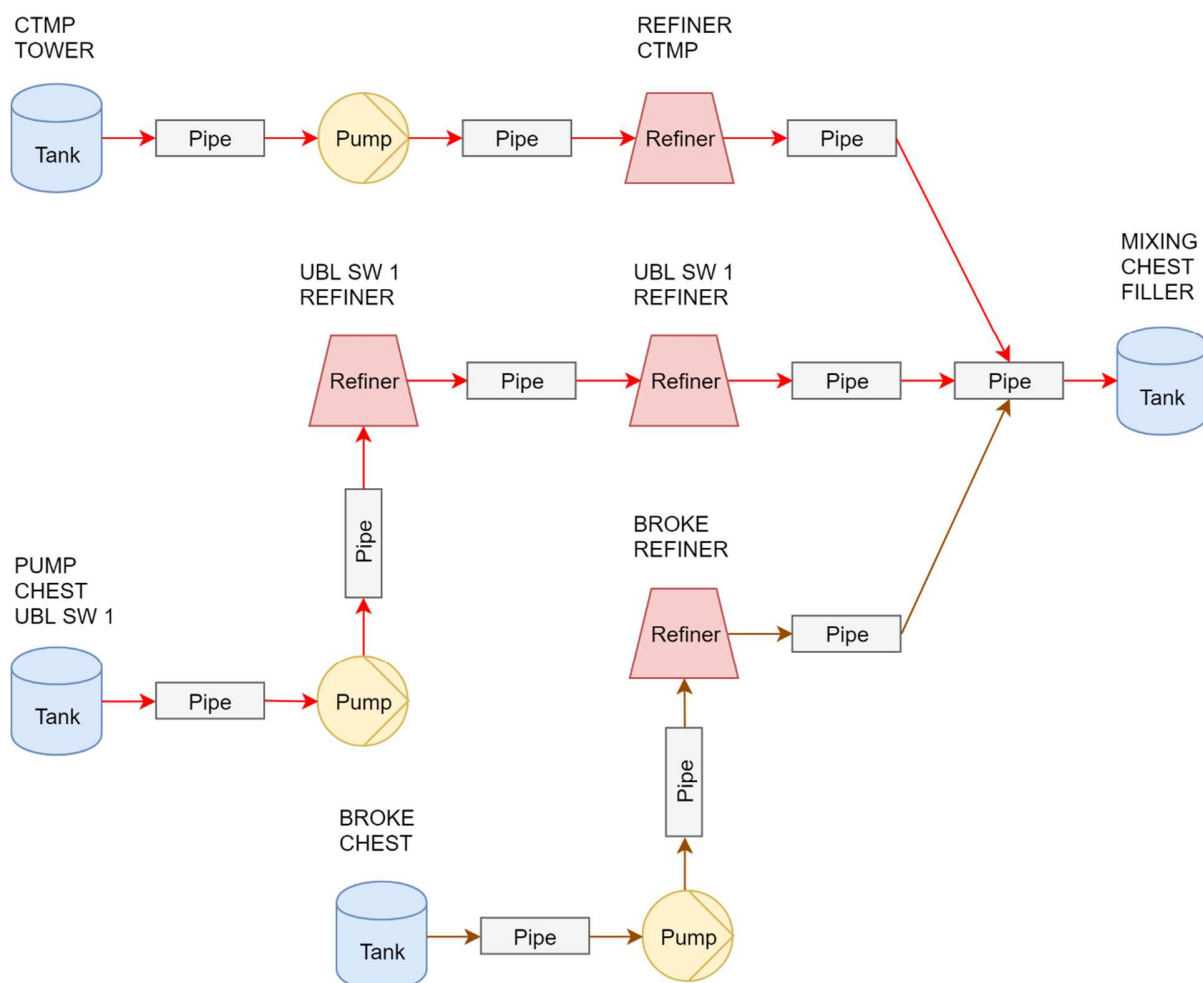 CTMP
TOWER
REFINER
CTMP
Tank
Pipe
Pump
Pipe
Refiner
Pipe
UBL SW 1
REFINER
UBL SW 1
REFINER
MIXING
CHEST
FILLER
Refiner
Pipe
Refiner
Pipe
Pipe
Tank
Pipe
PUMP
CHEST
UBL SW 1
BROKE
REFINER
Tank
Pipe
Pump
Refiner
Pipe
Pipe
BROKE
CHEST
Tank
Pipe
Pump